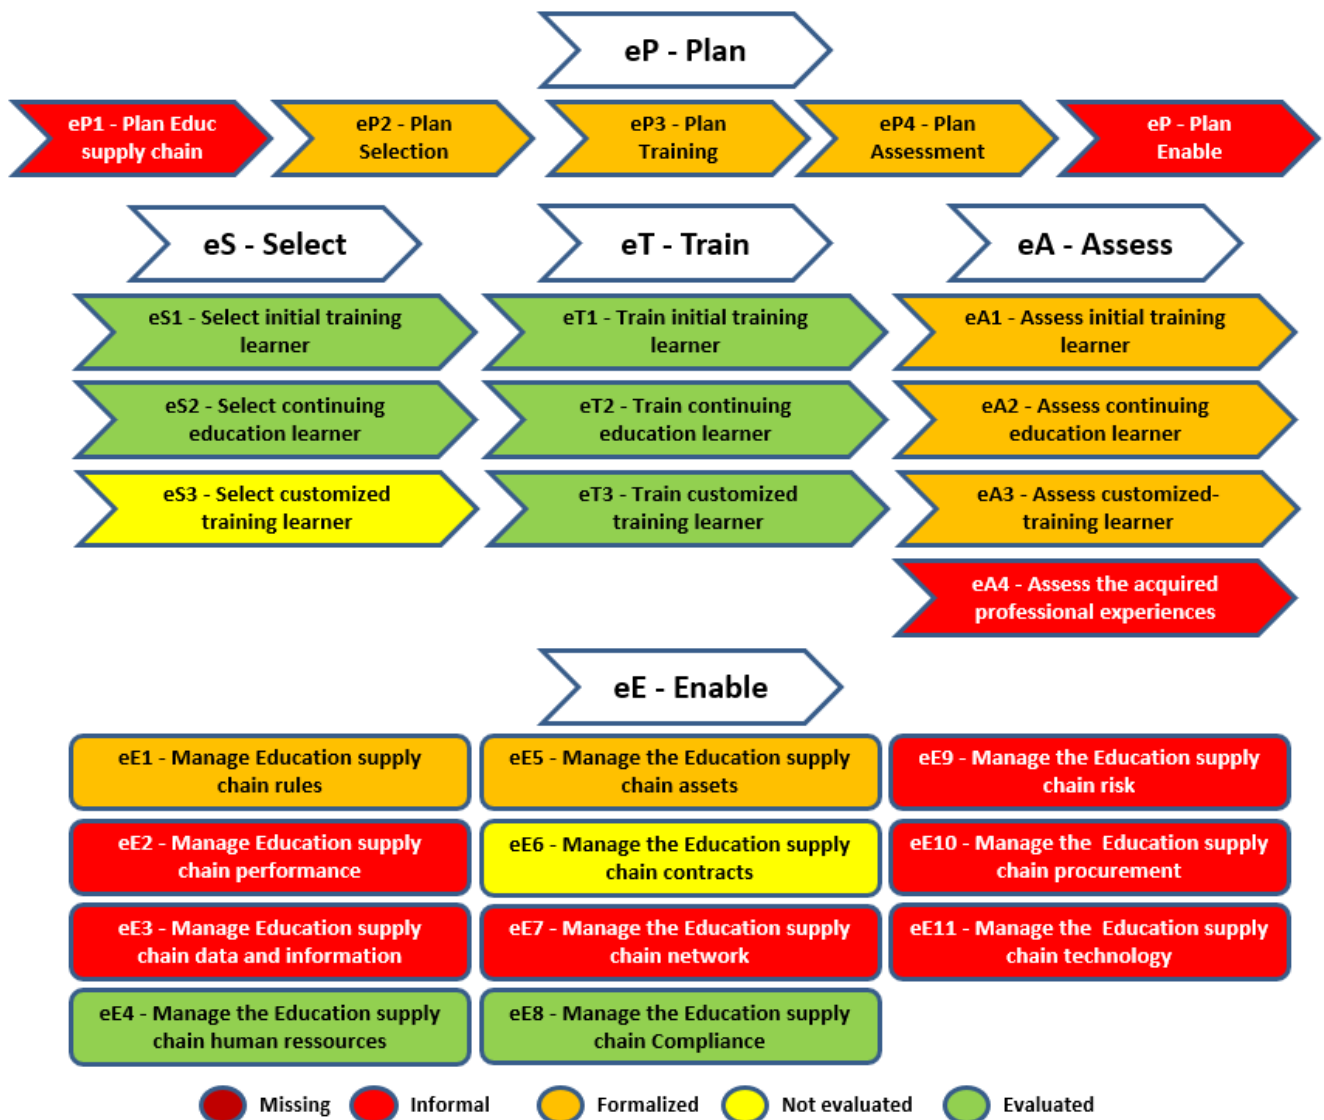 eP - Plan
eP1 - Plan Educ
supply chain
eP2 - Plan
Selection
eP3 - Plan
Training
eP4 - Plan
Assessment
eP - Plan
Enable
eS - Select
eT - Train
eA - Assess
eS1 - Select initial training
learner
eT1 - Train initial training
learner
eA1 - Assess initial training
learner
eS2 - Select continuing
education learner
eT2 - Train continuing
education learner
eA2 - Assess continuing
education learner
eS3 - Select customized
training learner
eT3 - Train customized
training learner
eA3 - Assess customized-
training learner
eA4 - Assess the acquired
professional experiences
eE - Enable
eE1 - Manage Education supply
chain rules
eE5 - Manage the Education supply
chain assets
eE9 - Manage the Education supply
chain risk
eE2 - Manage Education supply
chain performance
eE6 - Manage the Education supply
chain contracts
eE10 - Manage the  Education supply
chain procurement
eE3 - Manage Education supply
chain data and information
eE7 - Manage the Education supply
chain network
eE11 - Manage the  Education supply
chain technology
eE4 - Manage the Education supply
chain human ressources
eE8 - Manage the Education supply
chain Compliance
Missing
Informal
Formalized
Not evaluated
Evaluated